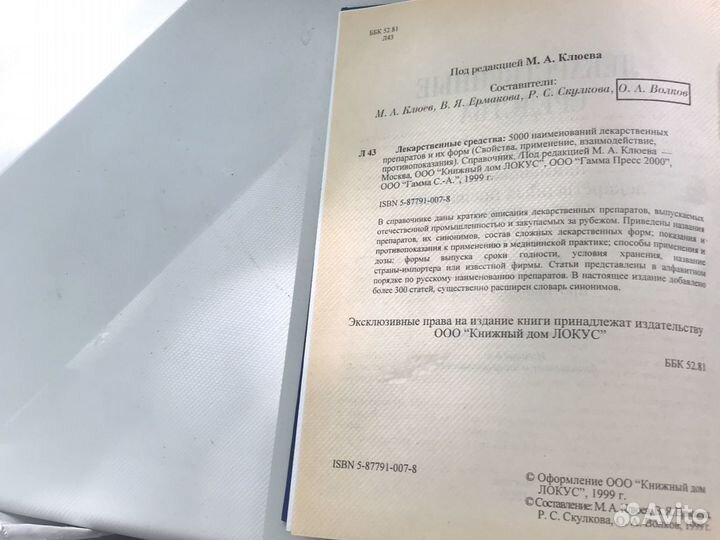 ББК 52.81
Л43
Под редакцией М. А. Клюева
Составители:
М. А. Клюев, В. Я. Ермакова, Р. С. Скулкова, О. А. Волков
Л 43 Лекарственные средства: 5000 наименований лекарственных
препаратов и их форм (Свойства, применение, взаимодействие,
противопоказания). Справочник. /Под редакцией М. А. Клюева —
Москва, ООО "Книжный дом ЛОКУС", ООО "Гамма Пресс 2000",
ООО "Гамма С.-А.", 1999 г.
ISBN 5-87791-007-8
В справочнике даны краткие описания лекарственных препаратов, выпускаемых
отечественной промышленностью и закупаемых за рубежом. Приведены названия
препаратов, их синонимов, состав сложных лекарственных форм; показания и
противопоказания к применению в медицинской практике; способы применения и
дозы; формы выпуска сроки годности, условия хранения, название
страны-импортера или известной фирмы. Статьи представлены в алфавитном
порядке по русскому наименованию препаратов. В настоящее издание добавлено
более 300 статей, существенно расширен словарь синонимов.
Эксклюзивные права на издание книги принадлежат издательству
ООО "Книжный дом ЛОКУС"
ББК 52.81
ISBN 5-87791-007-8
© Оформление ООО "Книжный дом
ЛОКУС", 1999 г.
© Составление: М. А.
Р. С. Скулкова, О. А. Волков, 1999 г.
Avito